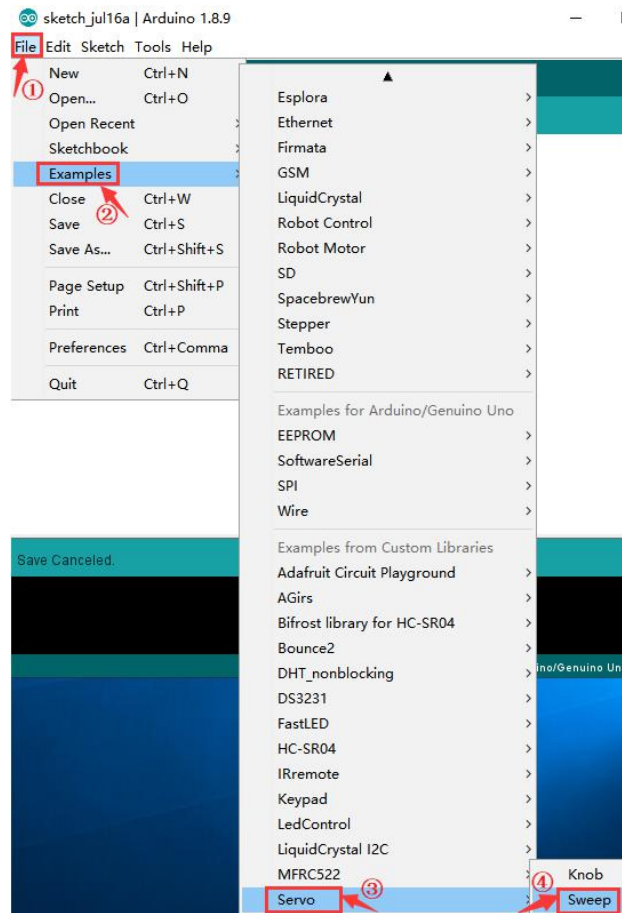 sketch_jul16a | Arduino 1.8.9
File Edit Sketch Tools Help
①
New Ctrl+N
Open... Ctrl+O
Open Recent
Sketchbook
Examples
②
Close Ctrl+W
Save Ctrl+S
Save As... Ctrl+Shift+S
Page Setup Ctrl+Shift+P
Print Ctrl+P
Preferences Ctrl+Comma
Quit Ctrl+Q
Esplora
Ethernet
Firmata
GSM
LiquidCrystal
Robot Control
Robot Motor
SD
SpacebrewYun
Stepper
Temboo
RETIRED
Examples for Arduino/Genuino Uno
EEPROM
SoftwareSerial
SPI
Wire
Examples from Custom Libraries
Adafruit Circuit Playground
AGirs
Bifrost library for HC-SR04
Bounce2
DHT_nonblocking
DS3231
FastLED
HC-SR04
IRremote
Keypad
LedControl
LiquidCrystal I2C
MFRC522
Servo
③
④
Knob
Sweep
Save Canceled.
ino/Genuino Un